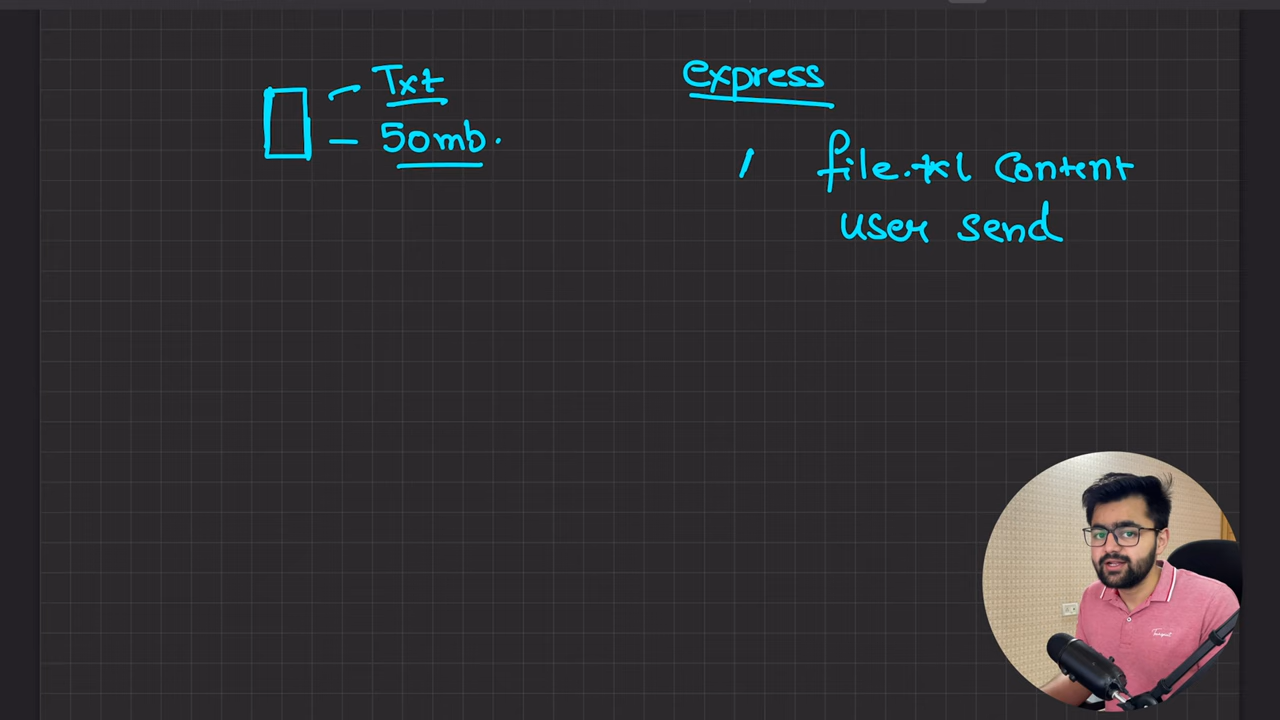 Txt
50mb.
express
/ file.txt content
user send